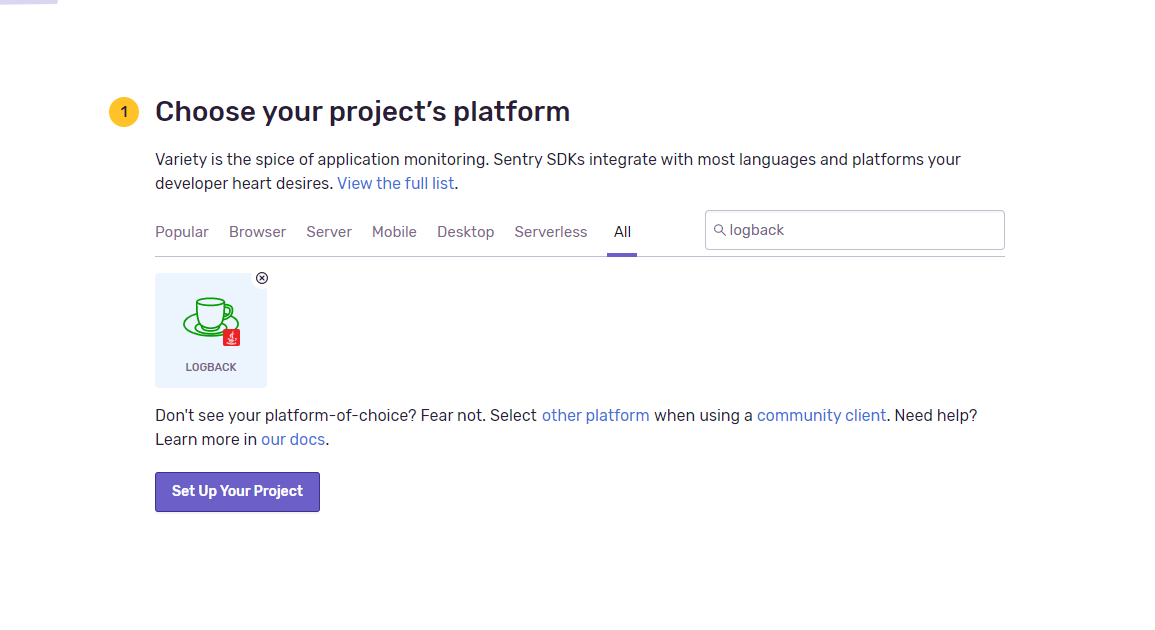 1 Choose your project’s platform
Variety is the spice of application monitoring. Sentry SDKs integrate with most languages and platforms your
developer heart desires. View the full list.
Popular Browser Server Mobile Desktop Serverless All logback
LOGBACK
Don't see your platform-of-choice? Fear not. Select other platform when using a community client. Need help?
Learn more in our docs.
Set Up Your Project